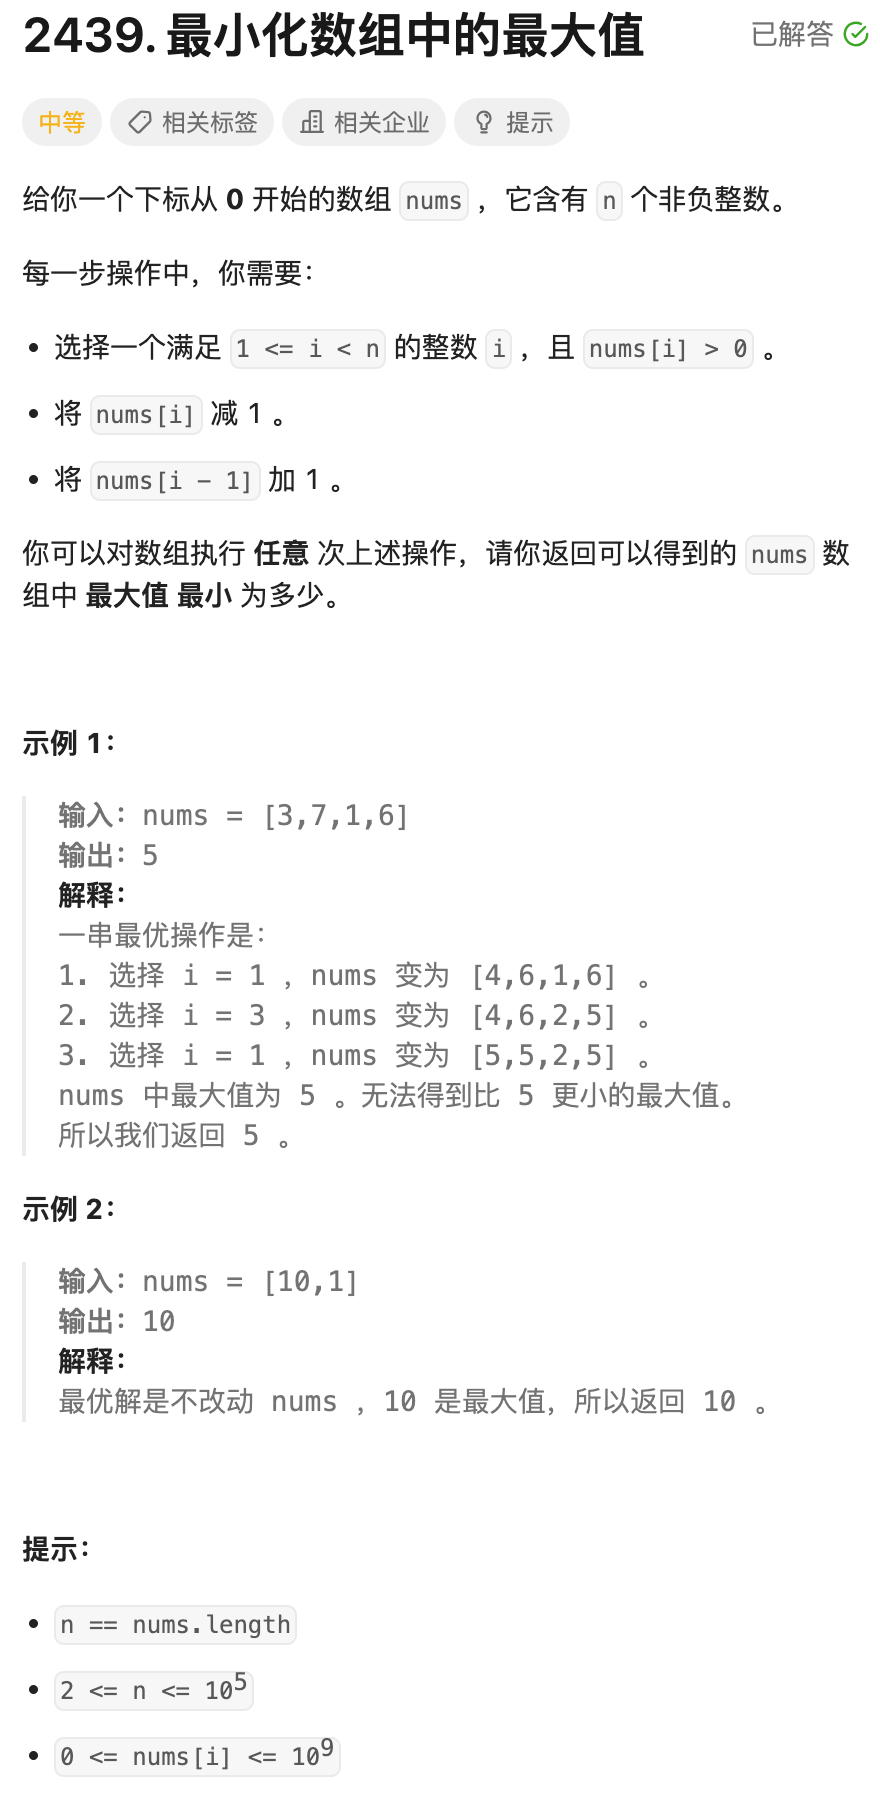 2439. 最小化数组中的最大值
已解答
中等 相关标签 相关企业 提示
给你一个下标从 0 开始的数组 nums ，它含有 n 个非负整数。
每一步操作中，你需要：
• 选择一个满足 1 <= i < n 的整数 i ，且 nums[i] > 0 。
• 将 nums[i] 减 1 。
• 将 nums[i - 1] 加 1 。
你可以对数组执行 任意 次上述操作，请你返回可以得到的 nums 数
组中 最大值 最小 为多少。
示例 1：
输入：nums = [3,7,1,6]
输出：5
解释：
一串最优操作是：
1. 选择 i = 1 ，nums 变为 [4,6,1,6] 。
2. 选择 i = 3 ，nums 变为 [4,6,2,5] 。
3. 选择 i = 1 ，nums 变为 [5,5,2,5] 。
nums 中最大值为 5 。无法得到比 5 更小的最大值。
所以我们返回 5 。
示例 2：
输入：nums = [10,1]
输出：10
解释：
最优解是不改动 nums ，10 是最大值，所以返回 10 。
提示：
• n == nums.length
• 2 <= n <= 10⁵
• 0 <= nums[i] <= 10⁹